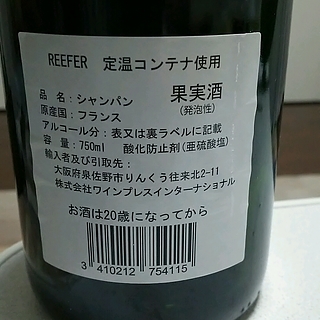 REEFER 定温コンテナ使用
品 名：シャンパン 果実酒
原産国：フランス (発泡性)
アルコール分：表又は裏ラベルに記載
容 量：750ml 酸化防止剤(亜硫酸塩)
輸入者及び引取先：
大阪府泉佐野市りんくう往来北2-11
株式会社ワインプレスインターナショナル
お酒は20歳になってから
3 410212 754115